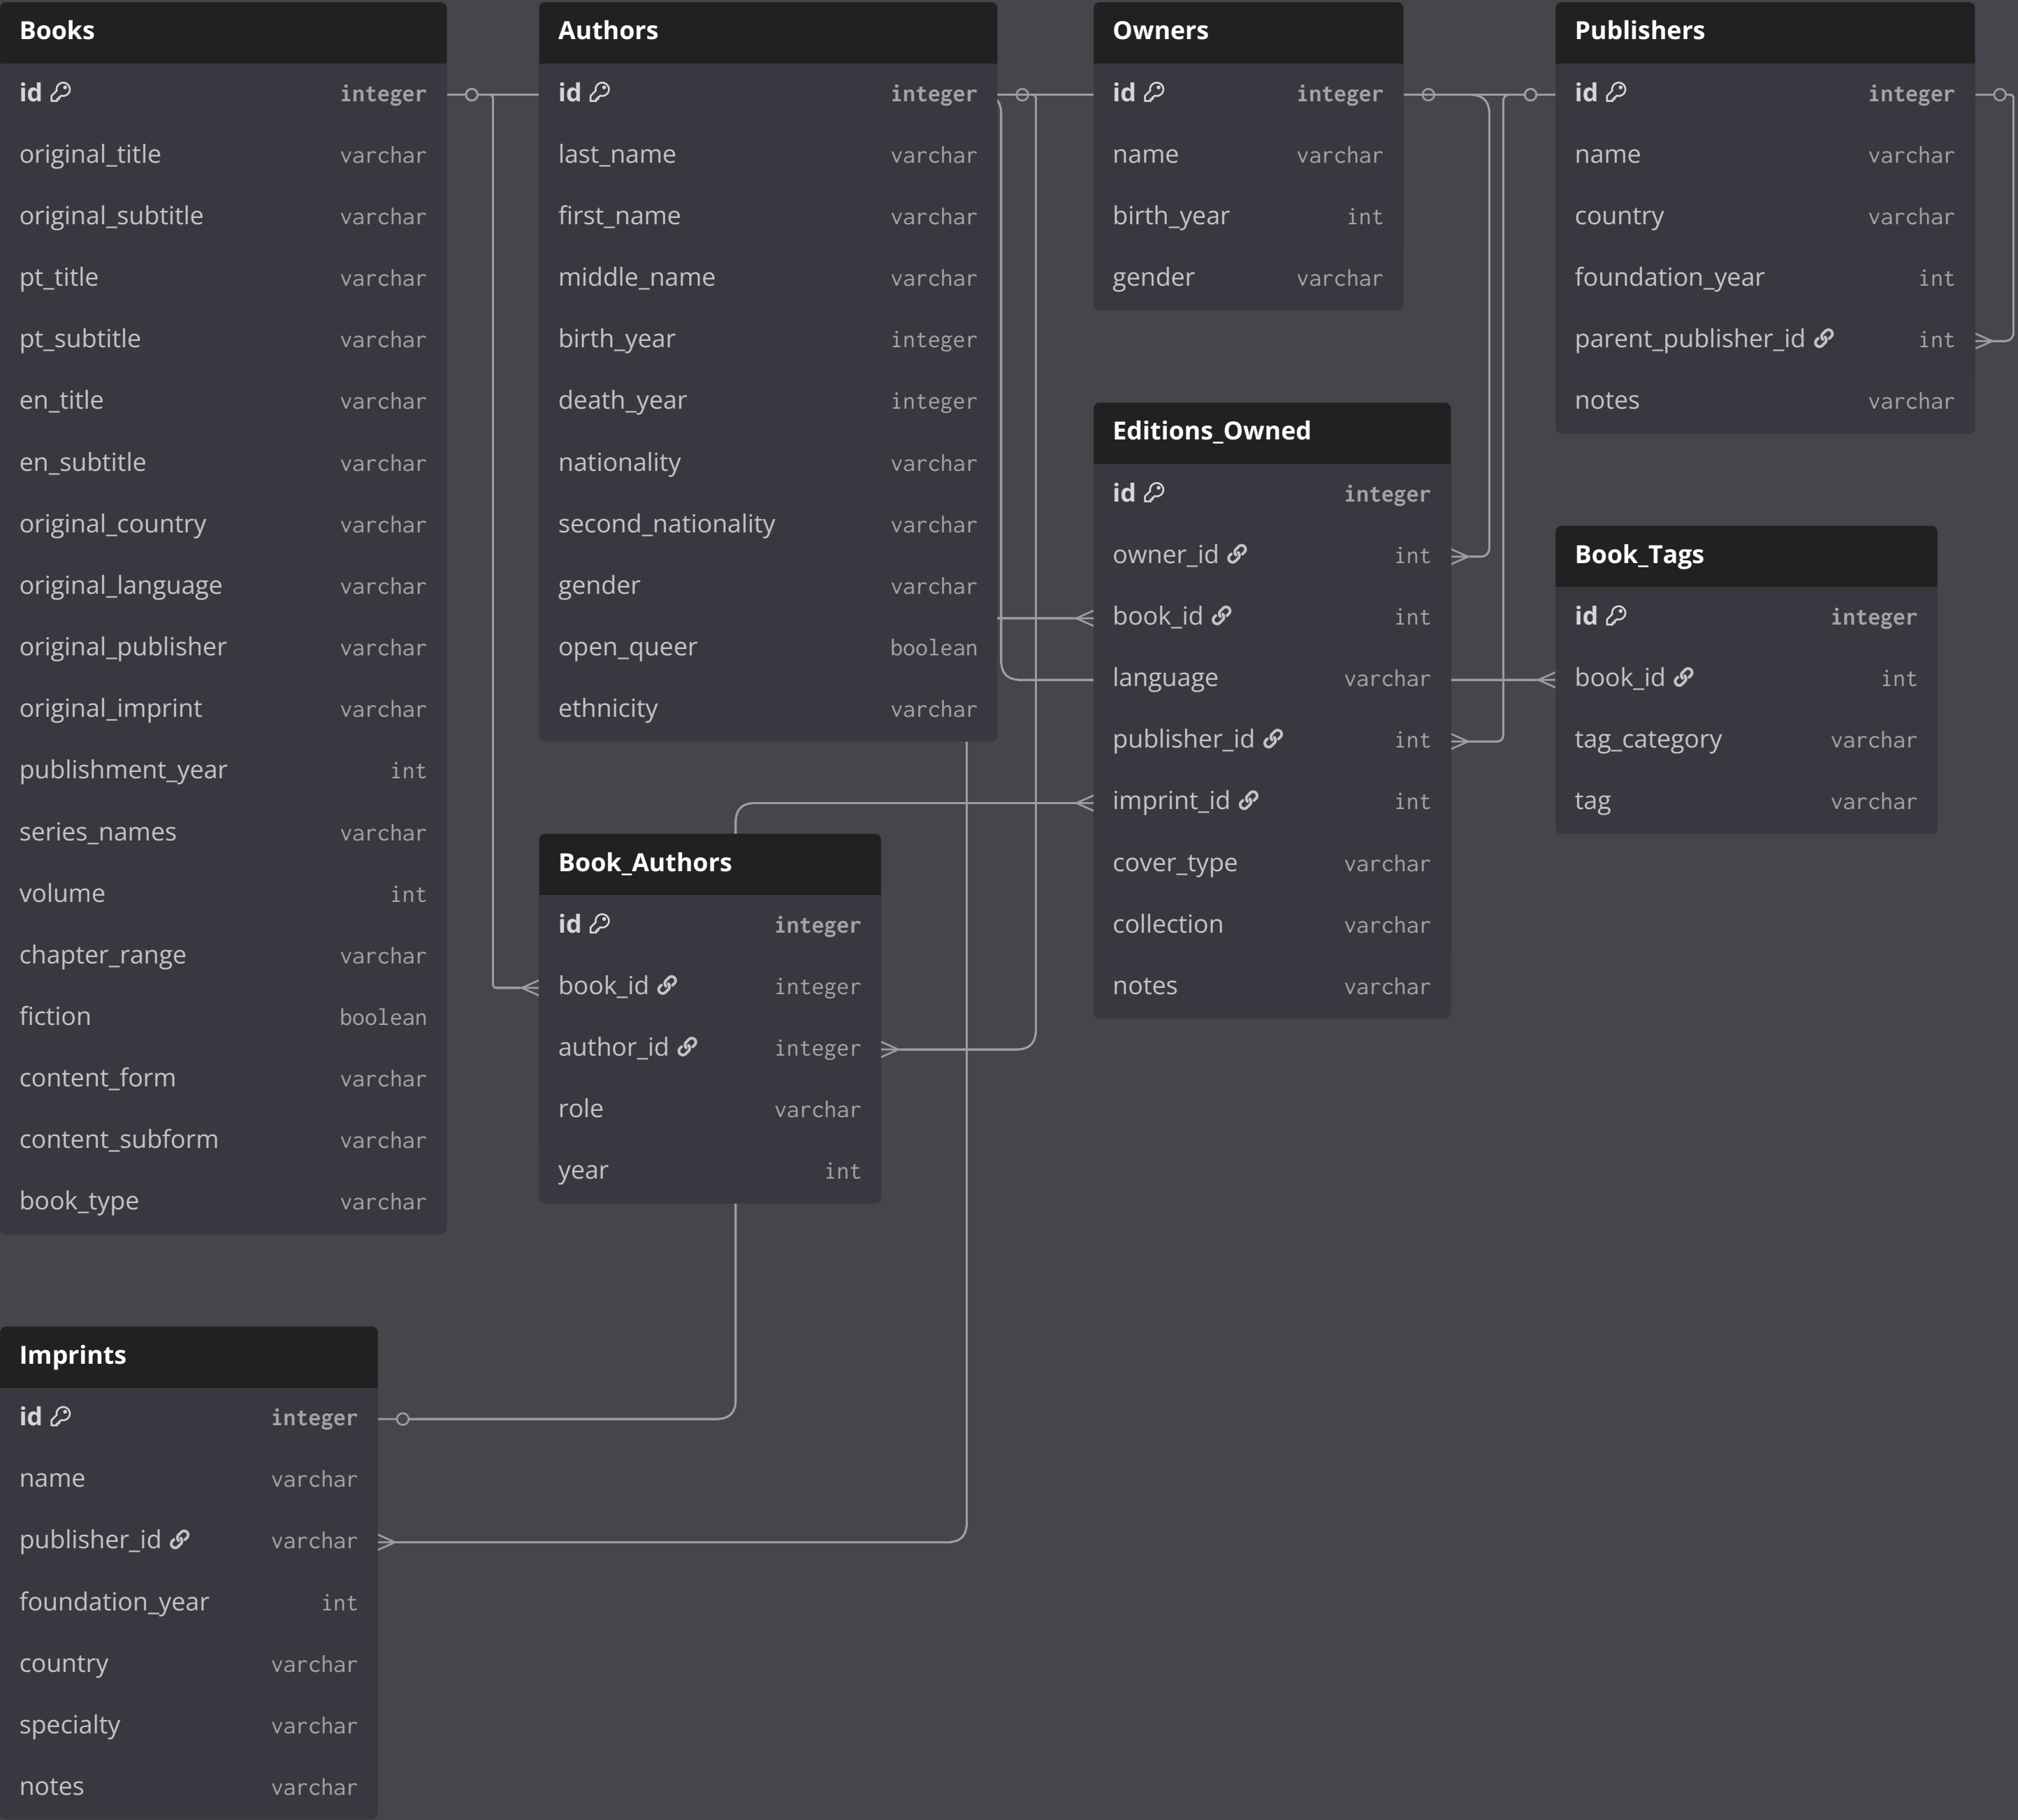 Books
id integer
original_title varchar
original_subtitle varchar
pt_title varchar
pt_subtitle varchar
en_title varchar
en_subtitle varchar
original_country varchar
original_language varchar
original_publisher varchar
original_imprint varchar
publishment_year int
series_names varchar
volume int
chapter_range varchar
fiction boolean
content_form varchar
content_subform varchar
book_type varchar
Authors
id integer
last_name varchar
first_name varchar
middle_name varchar
birth_year integer
death_year integer
nationality varchar
second_nationality varchar
gender varchar
open_queer boolean
ethnicity varchar
Owners
id integer
name varchar
birth_year int
gender varchar
Publishers
id integer
name varchar
country varchar
foundation_year int
parent_publisher_id int
notes varchar
Editions_Owned
id integer
owner_id int
book_id int
language varchar
publisher_id int
imprint_id int
cover_type varchar
collection varchar
notes varchar
Book_Tags
id integer
book_id int
tag_category varchar
tag varchar
Book_Authors
id integer
book_id integer
author_id integer
role varchar
year int
Imprints
id integer
name varchar
publisher_id varchar
foundation_year int
country varchar
specialty varchar
notes varchar